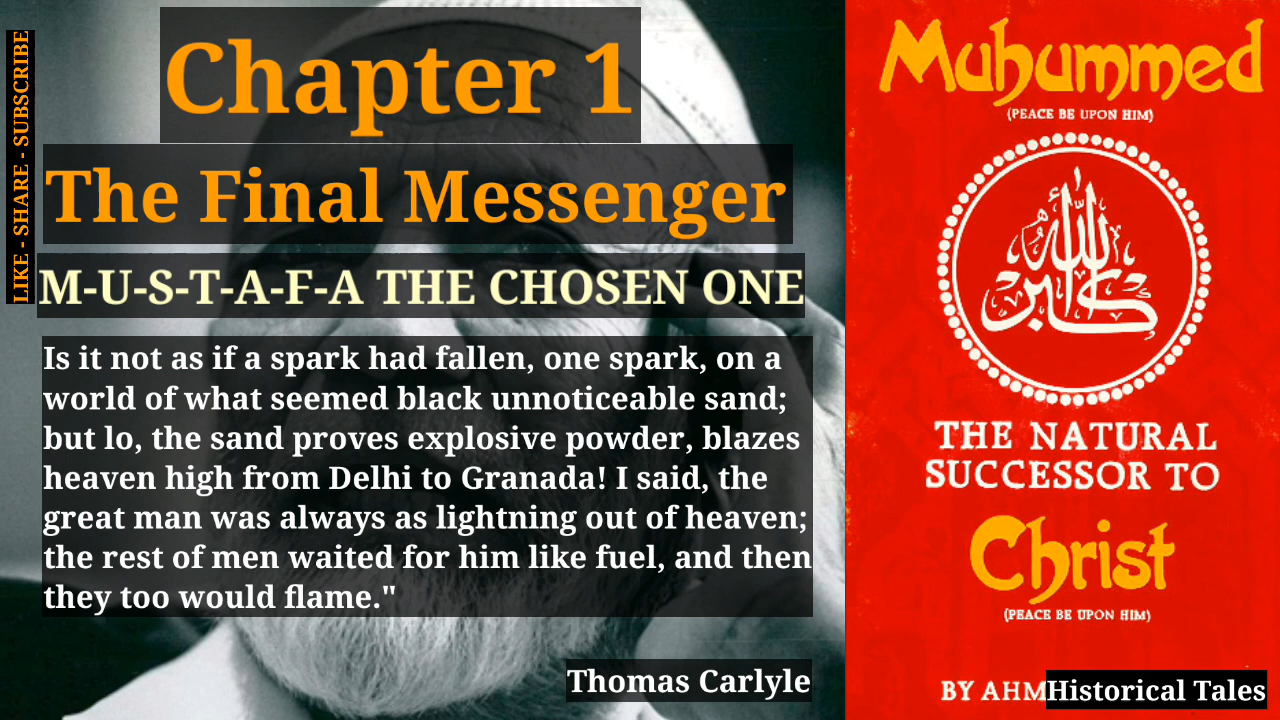 LIKE - SHARE - SUBSCRIBE
Chapter 1
The Final Messenger
M-U-S-T-A-F-A THE CHOSEN ONE
Is it not as if a spark had fallen, one spark, on a
world of what seemed black unnoticeable sand;
but lo, the sand proves explosive powder, blazes
heaven high from Delhi to Granada! I said, the
great man was always as lightning out of heaven;
the rest of men waited for him like fuel, and then
they too would flame."
Thomas Carlyle
Muhummed
(PEACE BE UPON HIM)
الله أكبر
THE NATURAL
SUCCESSOR TO
Christ
(PEACE BE UPON HIM)
BY AHM
Historical Tales